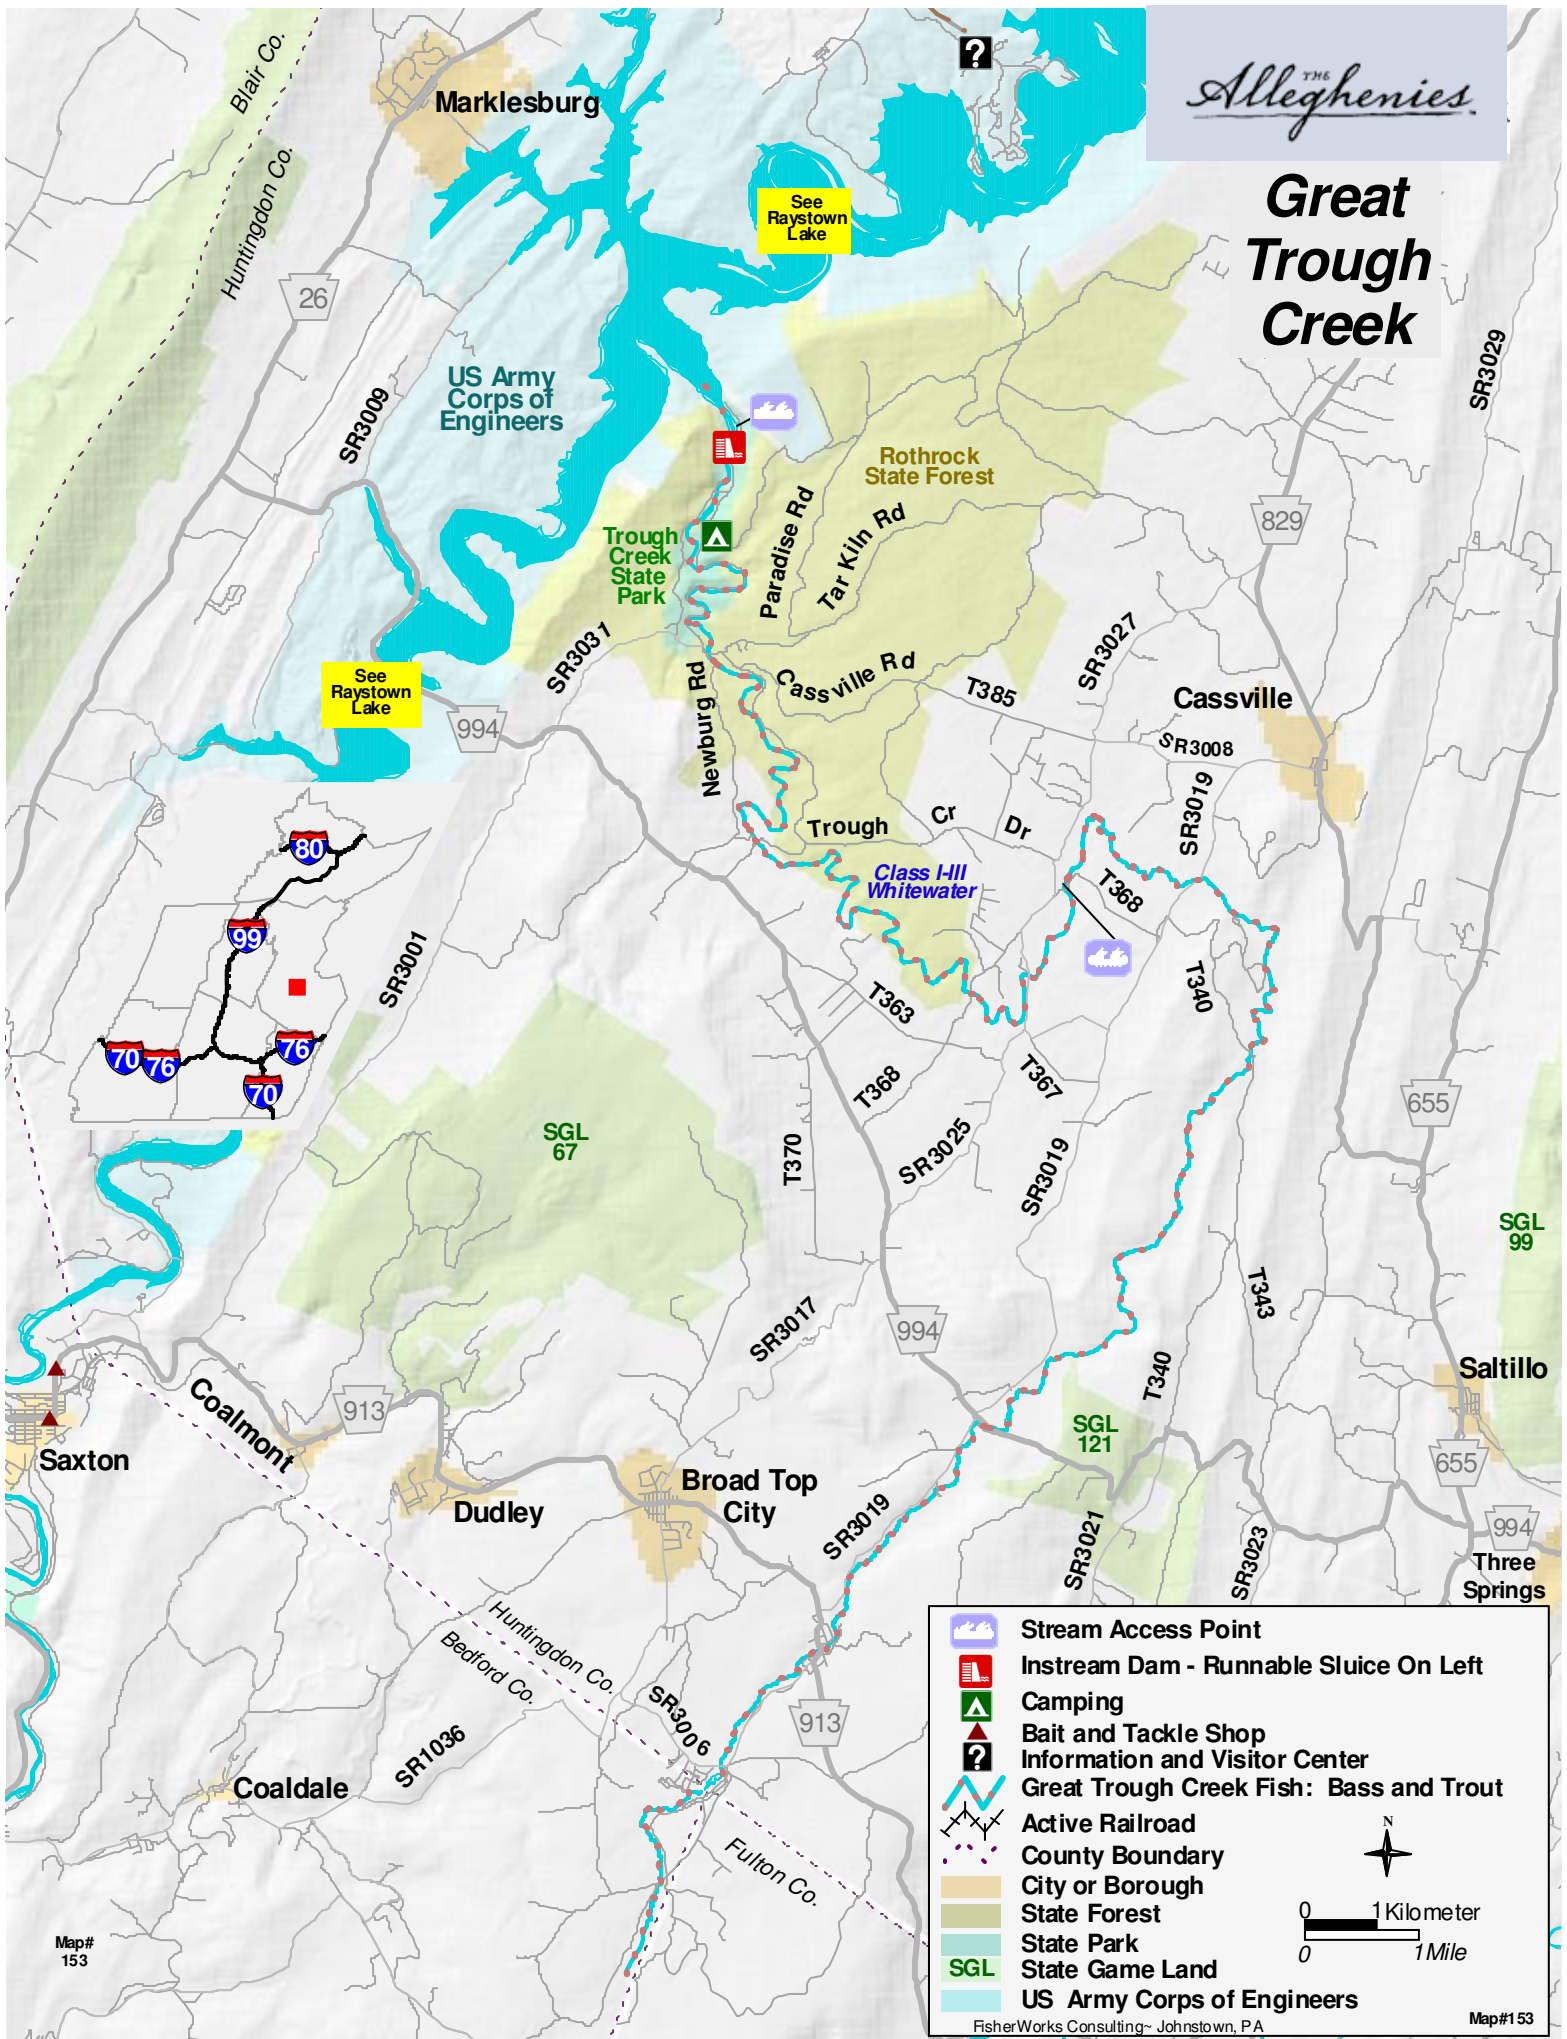 THE
Alleghenies
Great
Trough
Creek
Blair Co.
Huntingdon Co.
Marklesburg
See
Raystown
Lake
26
SR3009
US Army
Corps of
Engineers
SR3029
Rothrock
State Forest
829
Trough
Creek
State
Park
Paradise Rd
Tar Kiln Rd
SR3031
SR3027
Cassville Rd
T385
Cassville
See
Raystown
Lake
994
Newburg Rd
SR3008
SR3019
Trough Cr Dr
80
Class I-III
Whitewater
T368
99
SR3001
T340
T363
70
76
76
70
T368
T367
655
SGL
67
T370
SR3025
SR3019
SGL
99
T343
SR3017
994
T340
Saltillo
Coalmont
913
SGL
121
Saxton
655
Broad Top
City
Dudley
SR3019
SR3021
SR3023
994
Three
Springs
Huntingdon Co.
Bedford Co.
SR3006
913
SR1036
Coaldale
Fulton Co.
Map#
153
Stream Access Point
Instream Dam - Runnable Sluice On Left
Camping
Bait and Tackle Shop
?
Information and Visitor Center
Great Trough Creek Fish: Bass and Trout
Active Railroad
County Boundary
City or Borough
State Forest
State Park
SGL State Game Land
US Army Corps of Engineers
N
0 1 Kilometer
0 1 Mile
FisherWorks Consulting~ Johnstown, PA
Map#153